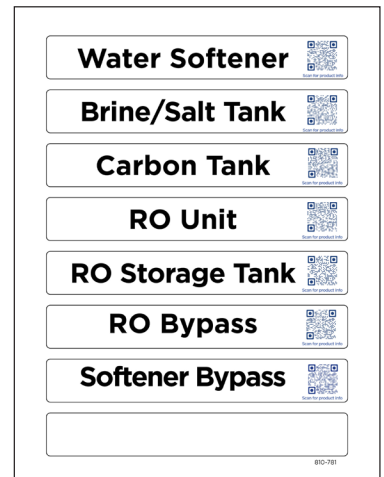 Water Softener
Scan for product info
Brine/Salt Tank
Scan for product info
Carbon Tank
Scan for product info
RO Unit
Scan for product info
RO Storage Tank
Scan for product info
RO Bypass
Scan for product info
Softener Bypass
Scan for product info
810-781